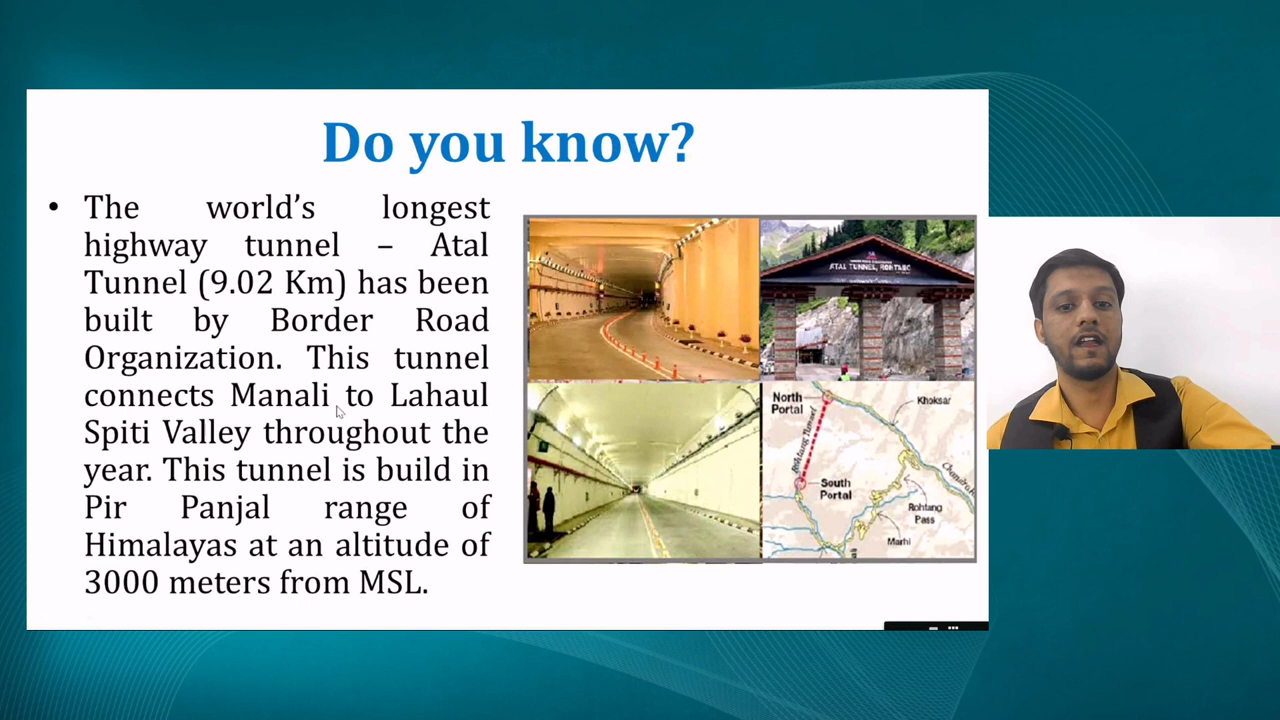 Do you know?
• The world's longest
highway tunnel – Atal
Tunnel (9.02 Km) has been
built by Border Road
Organization. This tunnel
connects Manali to Lahaul
Spiti Valley throughout the
year. This tunnel is build in
Pir Panjal range of
Himalayas at an altitude of
3000 meters from MSL.
ATAL TUNNEL, ROHTANG
North
Portal
Khoksar
Rohtang Tunnel
South
Portal
Rohtang
Pass
Marhi